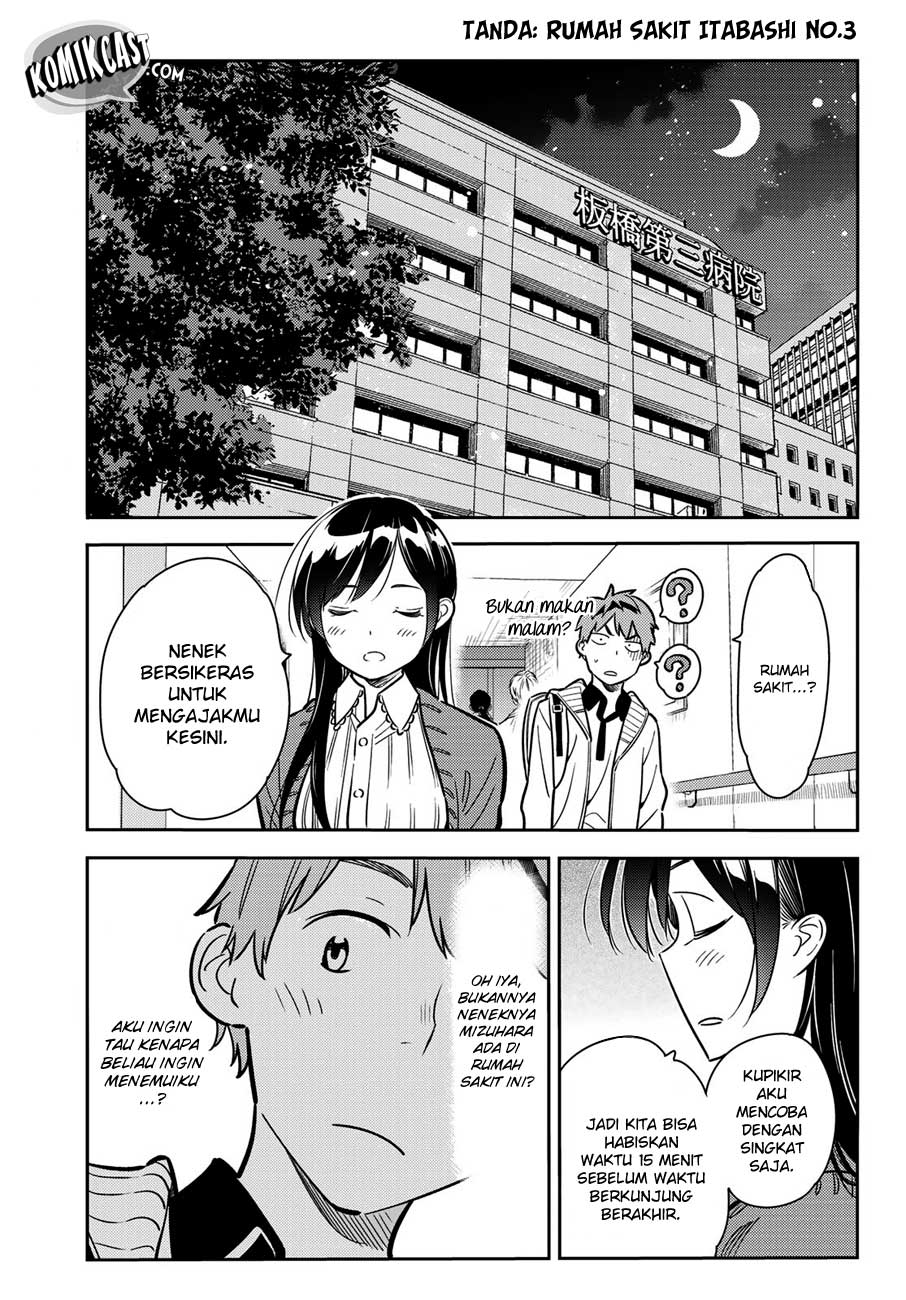 TANDA: RUMAH SAKIT ITABASHI NO.3
KOMIKCAST
.COM
板橋第三病院
RUMAH
SAKIT...?
Bukan makan
malam?
?
?
NENEK
BERSIKERAS
UNTUK
MENGAJAKMU
KESINI.
KUPIKIR
AKU
MENCOBA
DENGAN
SINGKAT
SAJA.
JADI KITA BISA
HABISKAN
WAKTU 15 MENIT
SEBELUM WAKTU
BERKUNJUNG
BERAKHIR.
OH IYA,
BUKANNYA
NENEKNYA
MIZUHARA
ADA DI
RUMAH
SAKIT INI?
AKU INGIN
TAU KENAPA
BELIAU INGIN
MENEMUIKU
...?